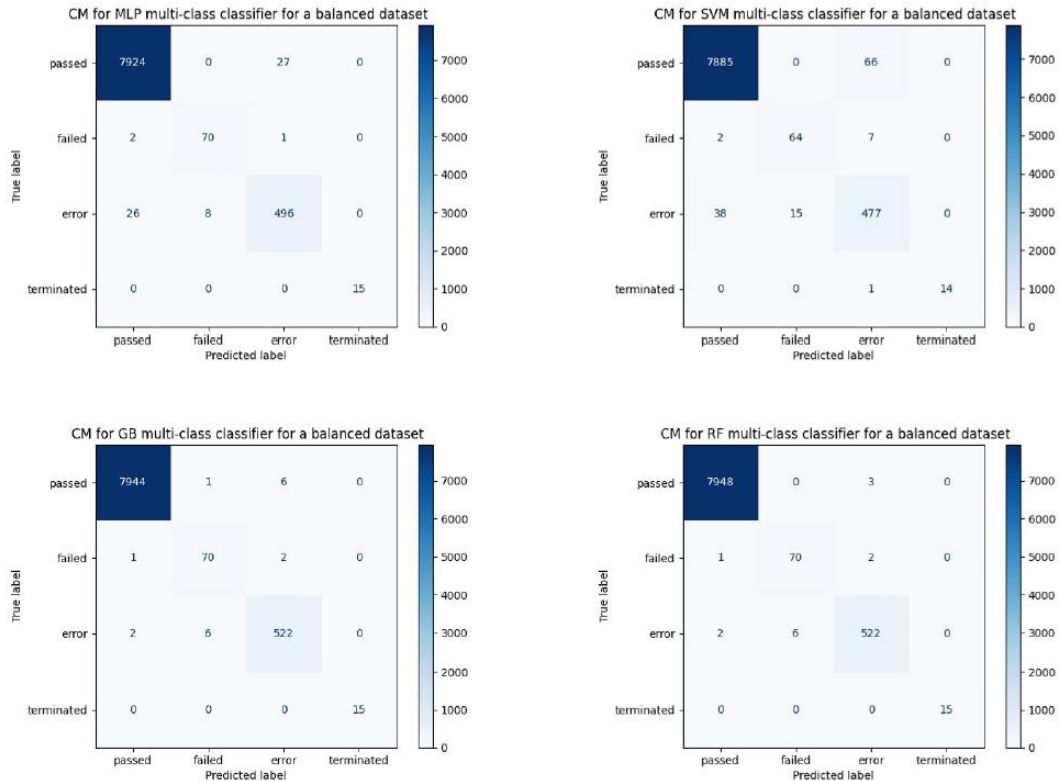 CM for MLP multi-class classifier for a balanced dataset
True label
passed 7924 0 27 0
failed 2 70 1 0
error 26 8 496 0
terminated 0 0 0 15
passed failed error terminated
Predicted label
7000
6000
5000
4000
3000
2000
1000
0
CM for SVM multi-class classifier for a balanced dataset
True label
passed 7885 0 66 0
failed 2 64 7 0
error 38 15 477 0
terminated 0 0 1 14
passed failed error terminated
Predicted label
7000
6000
5000
4000
3000
2000
1000
0
CM for GB multi-class classifier for a balanced dataset
True label
passed 7944 1 6 0
failed 1 70 2 0
error 2 6 522 0
terminated 0 0 0 15
passed failed error terminated
Predicted label
7000
6000
5000
4000
3000
2000
1000
0
CM for RF multi-class classifier for a balanced dataset
True label
passed 7948 0 3 0
failed 1 70 2 0
error 2 6 522 0
terminated 0 0 0 15
passed failed error terminated
Predicted label
7000
6000
5000
4000
3000
2000
1000
0